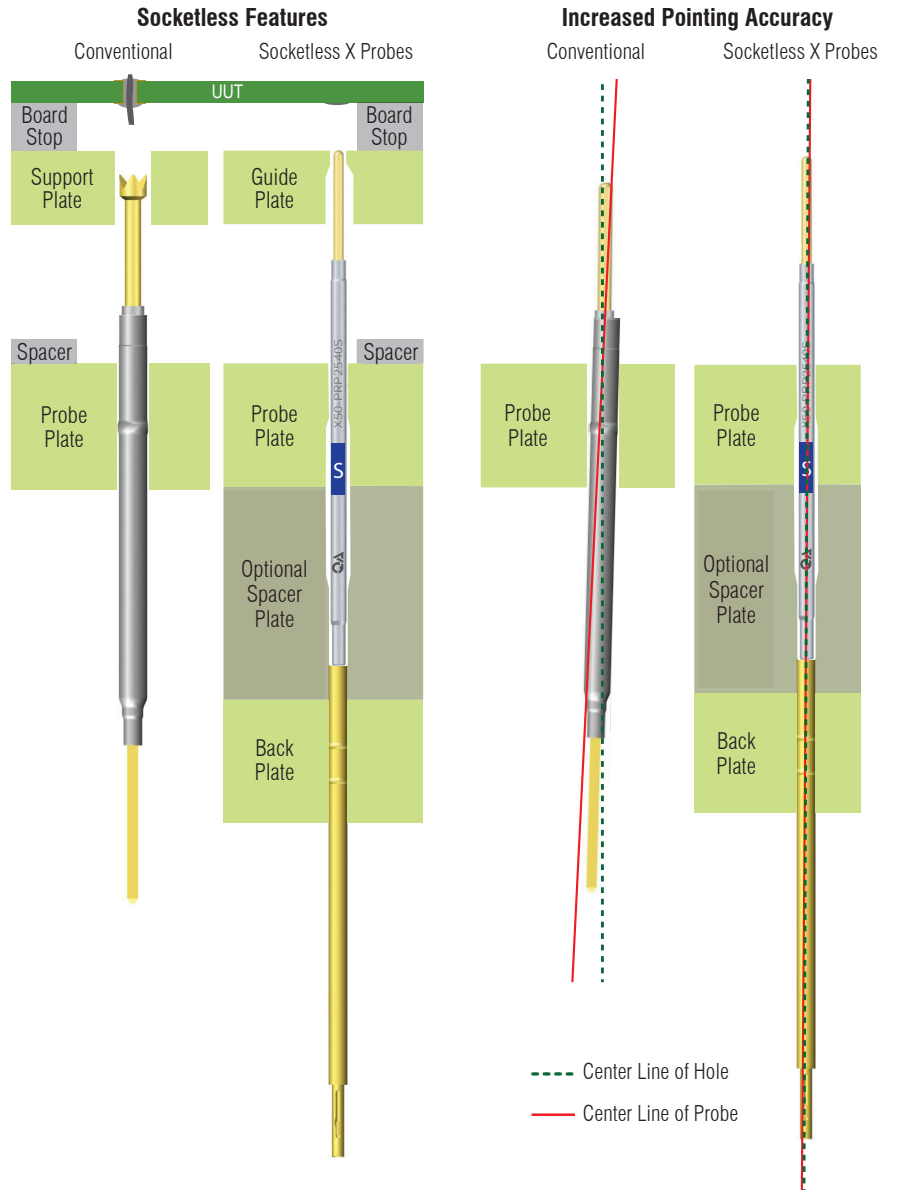 Socketless Features
Conventional
Socketless X Probes
UUT
Board
Stop
Board
Stop
Support
Plate
Guide
Plate
Spacer
Spacer
Probe
Plate
Probe
Plate
X50-PRP2540S
S
Optional
Spacer
Plate
Back
Plate
Increased Pointing Accuracy
Conventional
Socketless X Probes
Probe
Plate
Probe
Plate
X50-PRP2540S
S
Optional
Spacer
Plate
Back
Plate
Center Line of Hole
Center Line of Probe